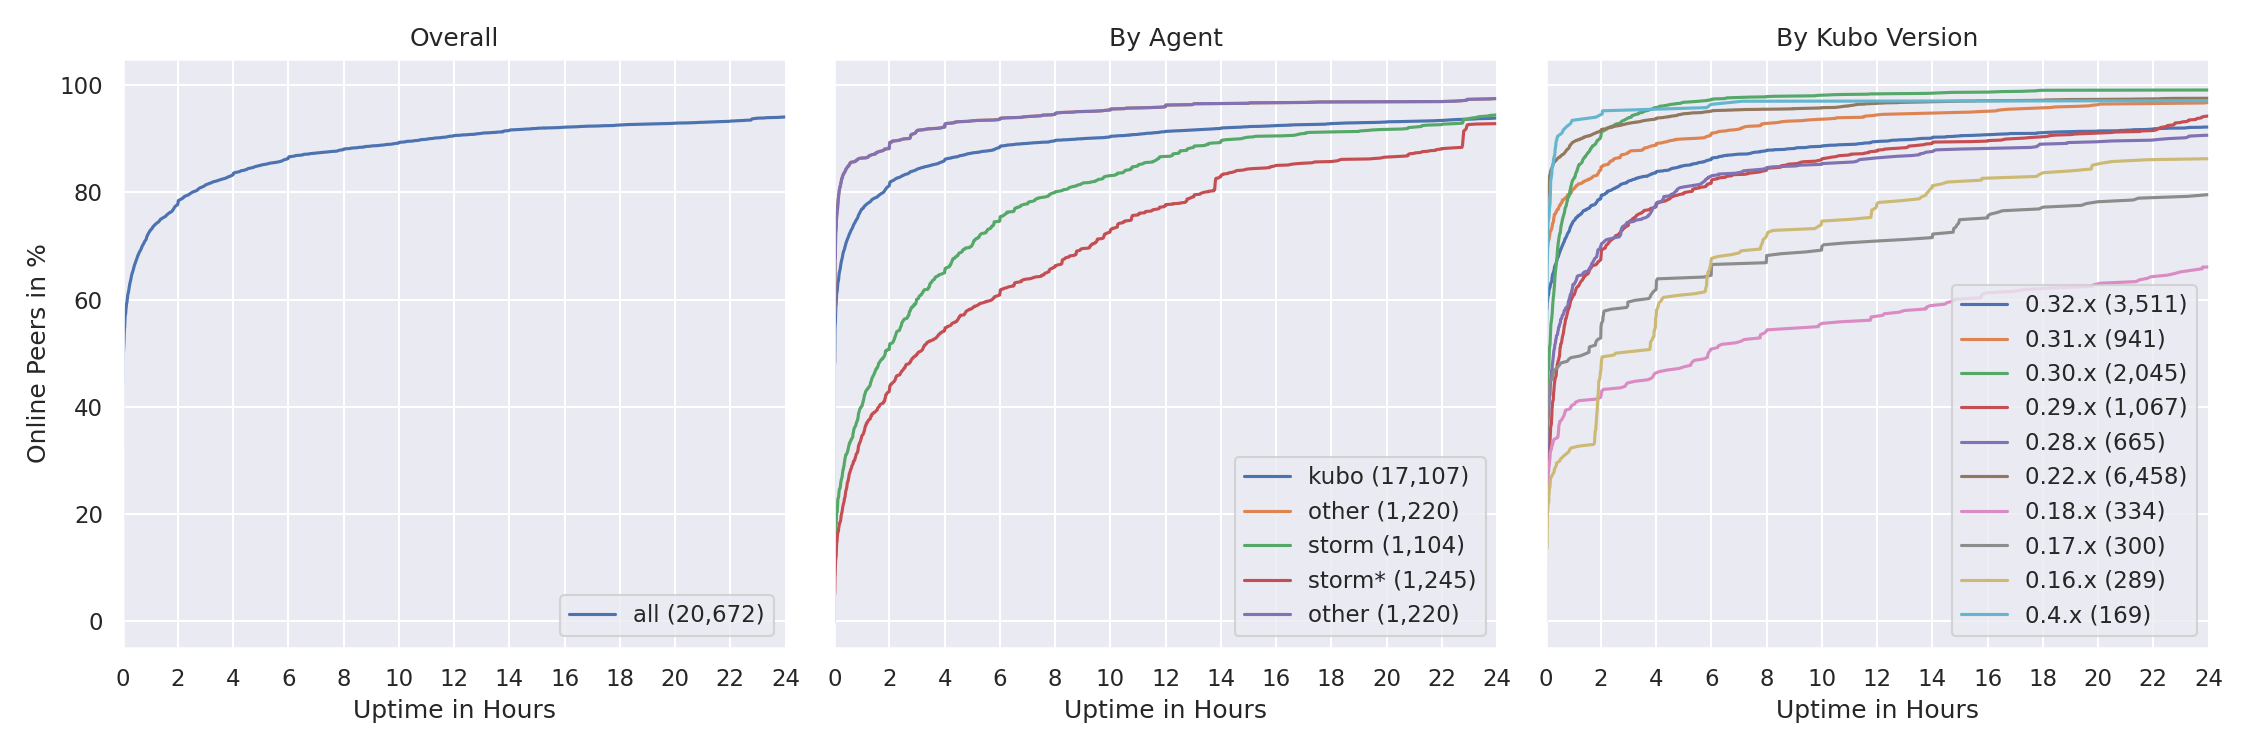 Overall
By Agent
By Kubo Version
Online Peers in %
100
80
60
40
20
0
all (20,672)
kubo (17,107)
other (1,220)
storm (1,104)
storm* (1,245)
other (1,220)
0.32.x (3,511)
0.31.x (941)
0.30.x (2,045)
0.29.x (1,067)
0.28.x (665)
0.22.x (6,458)
0.18.x (334)
0.17.x (300)
0.16.x (289)
0.4.x (169)
0 2 4 6 8 10 12 14 16 18 20 22 24
0 2 4 6 8 10 12 14 16 18 20 22 24
0 2 4 6 8 10 12 14 16 18 20 22 24
Uptime in Hours
Uptime in Hours
Uptime in Hours